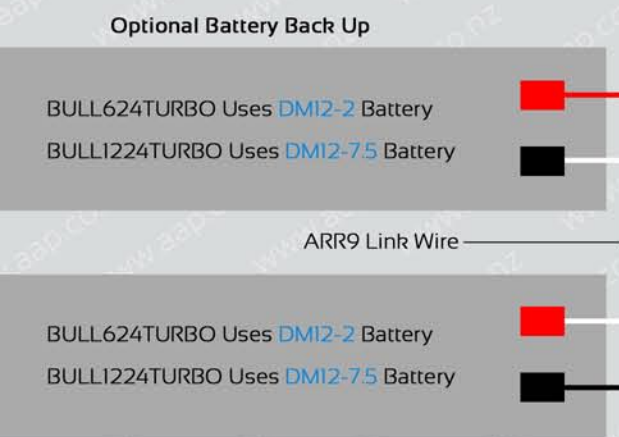 Optional Battery Back Up
BULL624TURBO Uses DM12-2 Battery
BULL1224TURBO Uses DM12-7.5 Battery
ARR9 Link Wire
BULL624TURBO Uses DM12-2 Battery
BULL1224TURBO Uses DM12-7.5 Battery